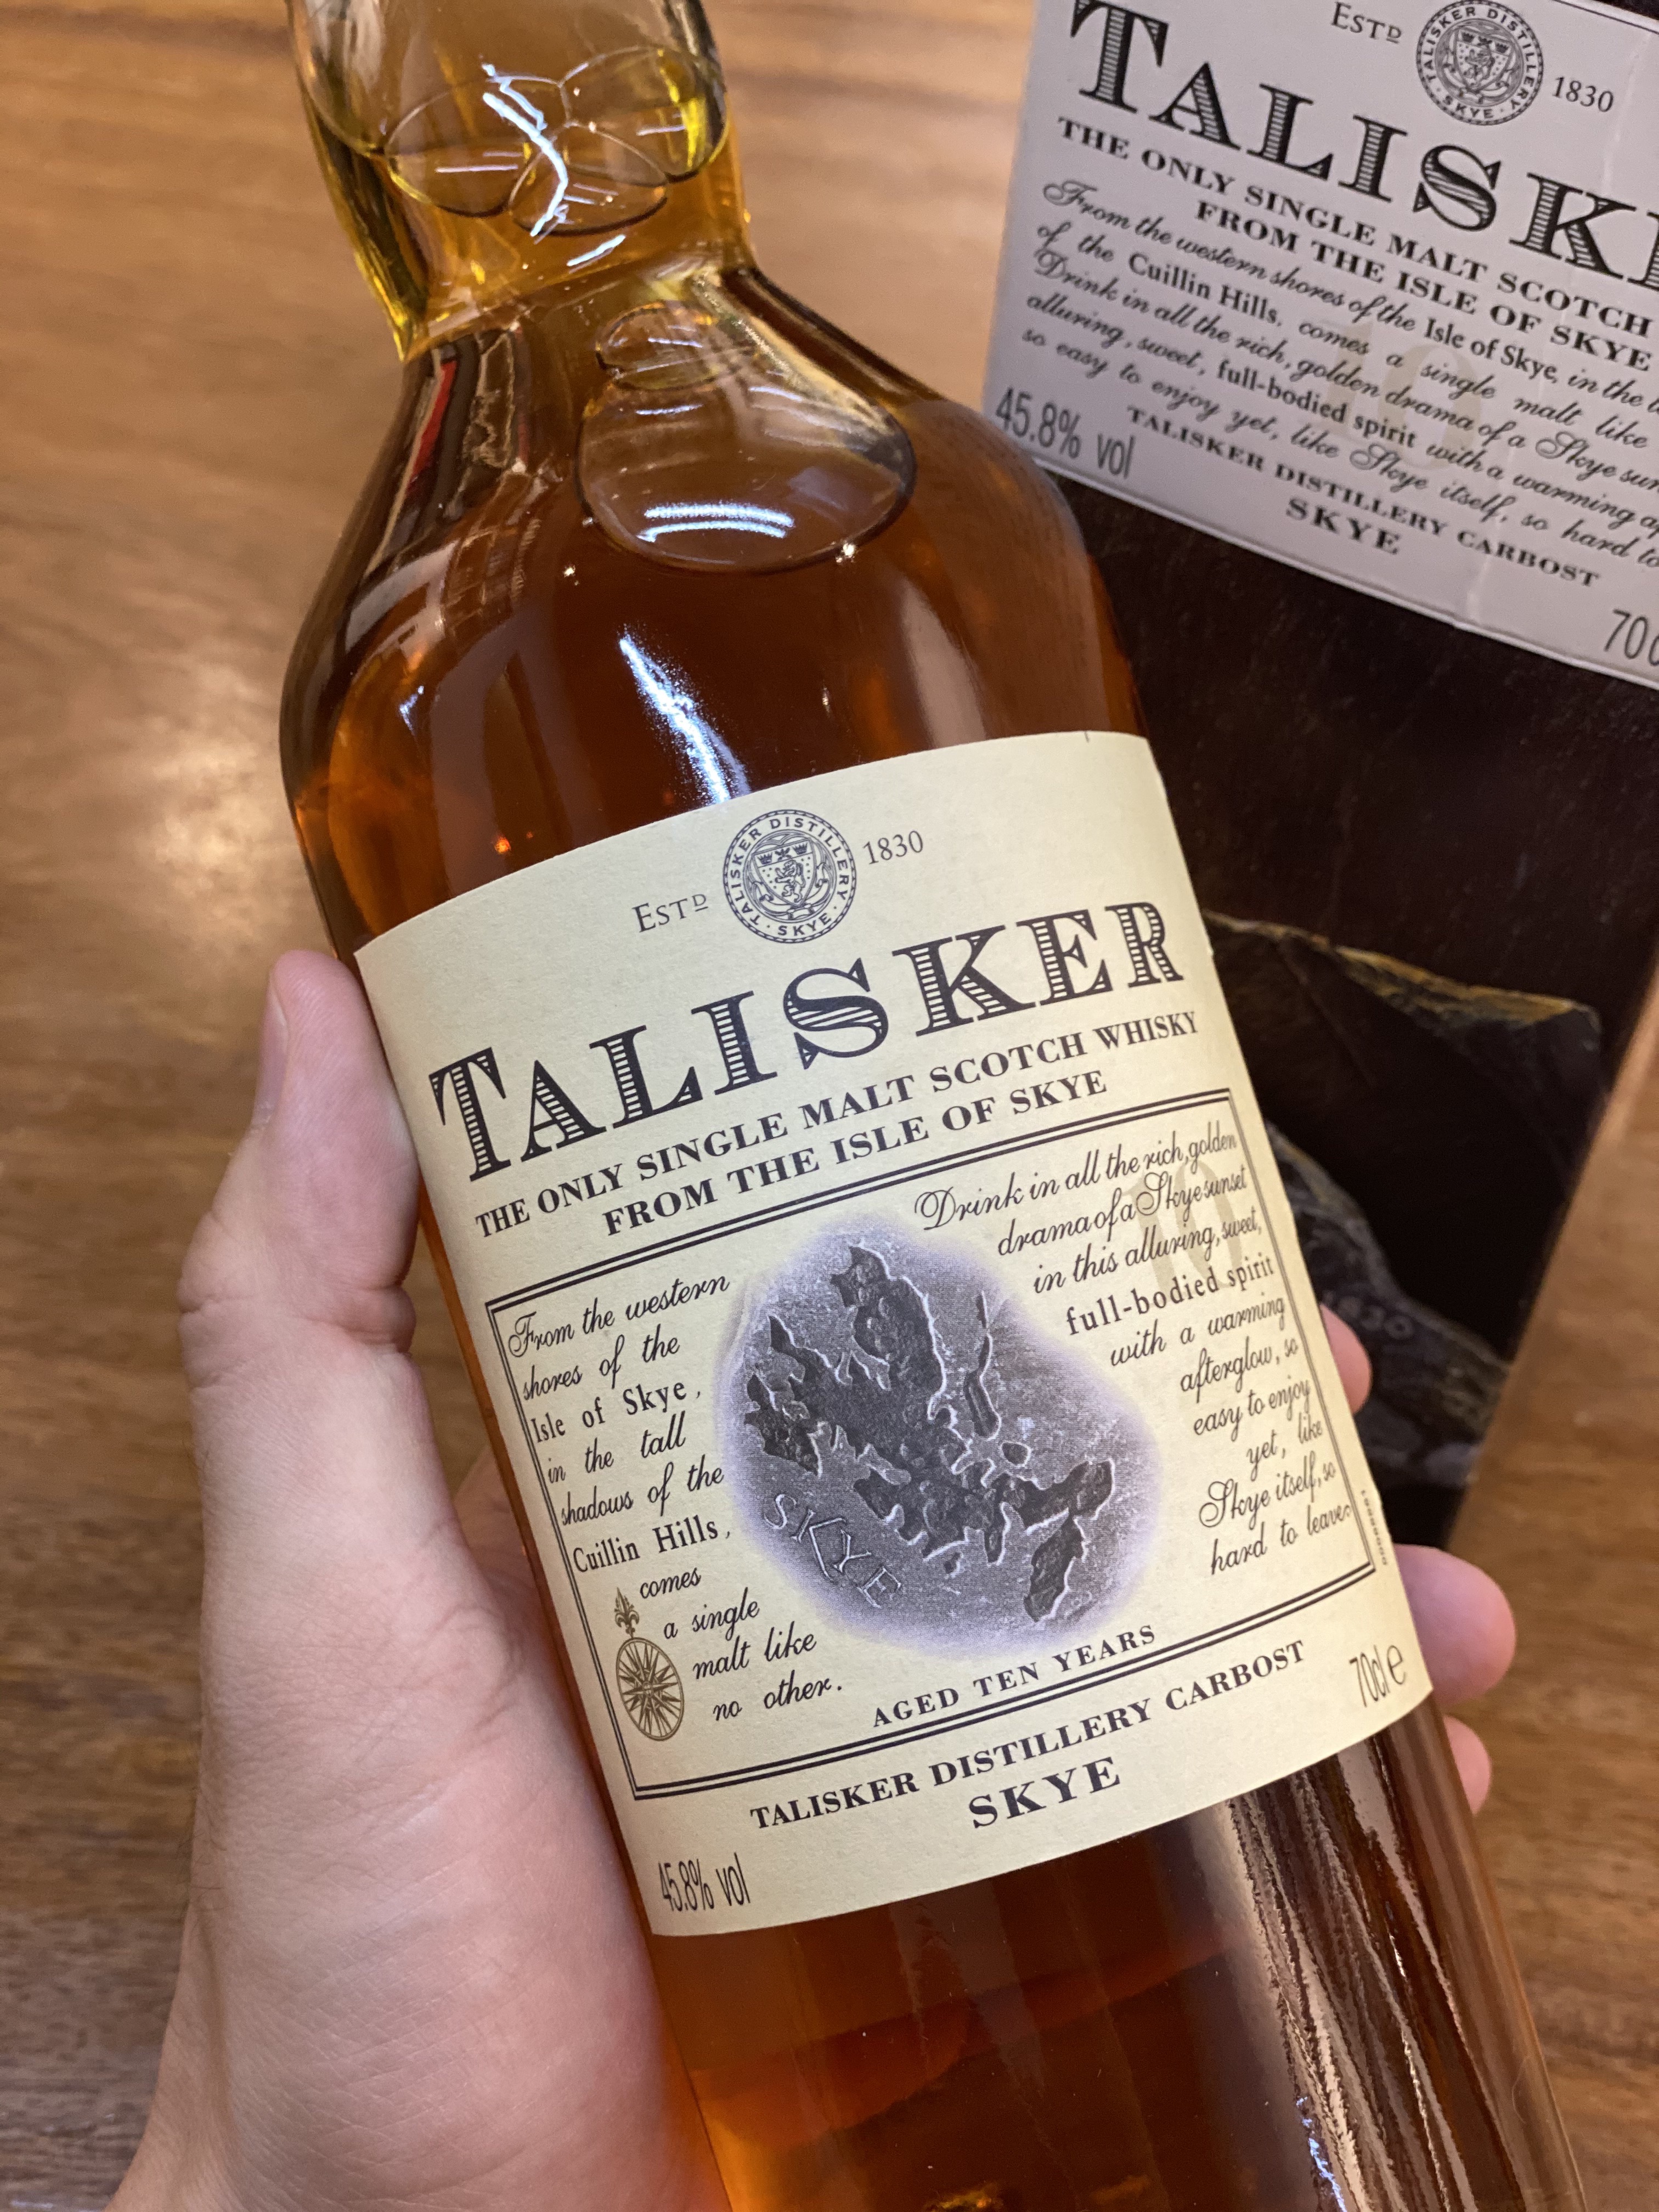 ESTD
TALISKER DISTILLERY
· SKYE ·
1830
TALISK
THE ONLY SINGLE MALT SCOTCH
FROM THE ISLE OF SKYE
From the western shores of the Isle of Skye, in the
of the Cuillin Hills, comes a single malt like
Drink in all the rich, golden drama of a Skye
alluring, sweet, full-bodied spirit with a warming
so easy to enjoy yet, like Skye itself, so hard to
45.8% vol
TALISKER DISTILLERY CARBOST
SKYE
ESTD
TALISKER DISTILLERY
· SKYE ·
1830
TALISKER
THE ONLY SINGLE MALT SCOTCH WHISKY
FROM THE ISLE OF SKYE
From the western
shores of the
Isle of Skye,
in the tall
shadows of the
Cuillin Hills,
comes
a single
malt like
no other.
SKYE
Drink in all the rich, golden
drama of a Skye sunset
in this alluring, sweet,
full-bodied spirit
with a warming
afterglow, so
easy to enjoy
yet, like
Skye itself, so
hard to leave.
10
AGED TEN YEARS
TALISKER DISTILLERY CARBOST
SKYE
45.8% vol
70cl e
1830